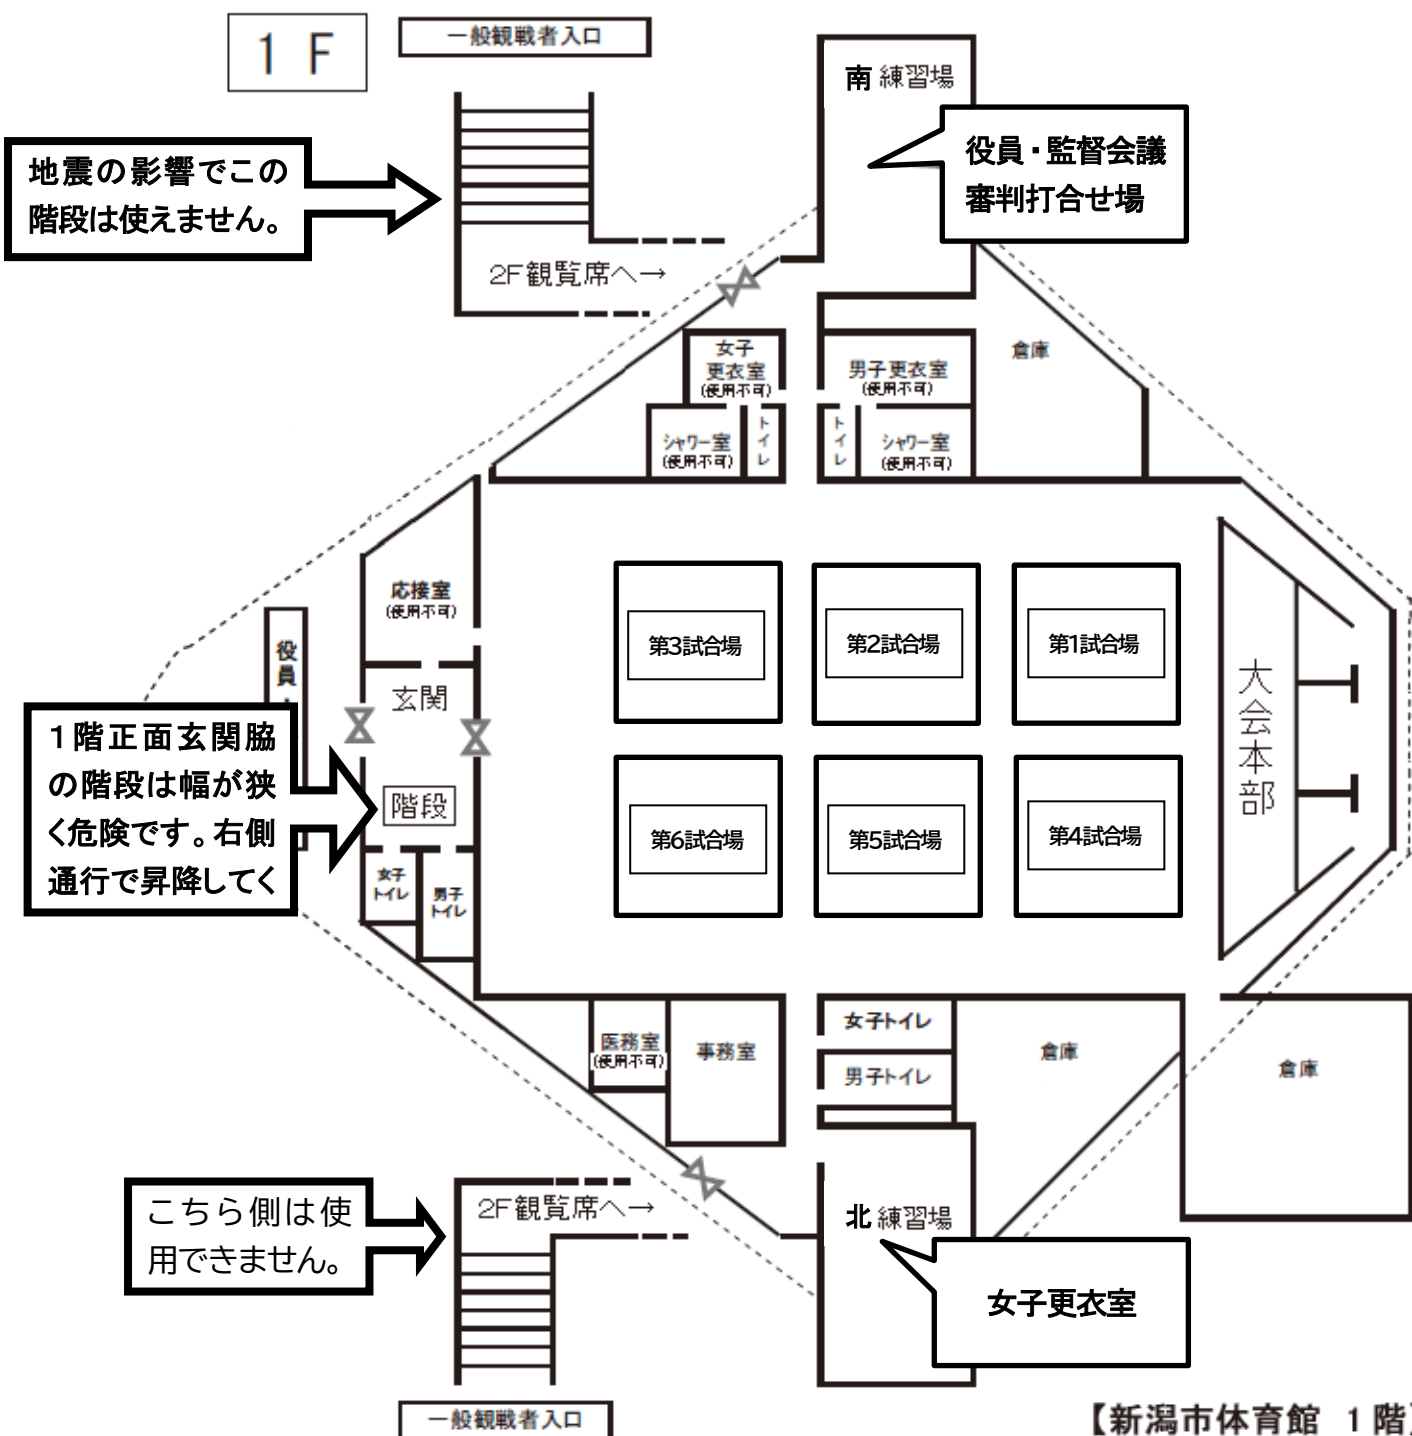 1 F
一般観戦者入口
南 練習場
役員・監督会議
審判打合せ場
地震の影響でこの
階段は使えません。
2F観覧席へ→
女子
更衣室
(使用不可)
男子更衣室
(使用不可)
倉庫
シャワー室
(使用不可)
トイレ
トイレ
シャワー室
(使用不可)
応接室
(使用不可)
第3試合場
第2試合場
第1試合場
役員
玄関
大会本部
1階正面玄関脇
の階段は幅が狭
く危険です。右側
通行で昇降してく
階段
第6試合場
第5試合場
第4試合場
女子
トイレ
男子
トイレ
医務室
(使用不可)
事務室
女子トイレ
男子トイレ
倉庫
倉庫
こちら側は使
用できません。
2F観覧席へ→
北 練習場
女子更衣室
一般観戦者入口
【新潟市体育館 1階】